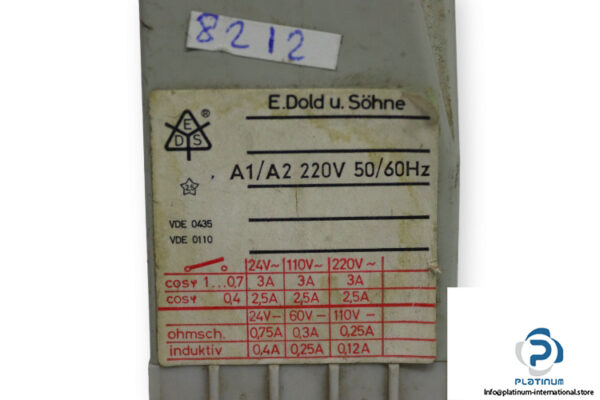 8212
E.Dold u. Söhne
®
E
D S
A1/A2 220V 50/60Hz
VDE 0435
VDE 0110
24V~ 110V~ 220V~
cosφ 1...0,7 3A 3A 3A
cosφ 0,4 2,5A 2,5A 2,5A
24V– 60V– 110V–
ohmsch. 0,75A 0,3A 0,25A
induktiv 0,4A 0,25A 0,12A
PLATINUM
Info@platinum-international.store